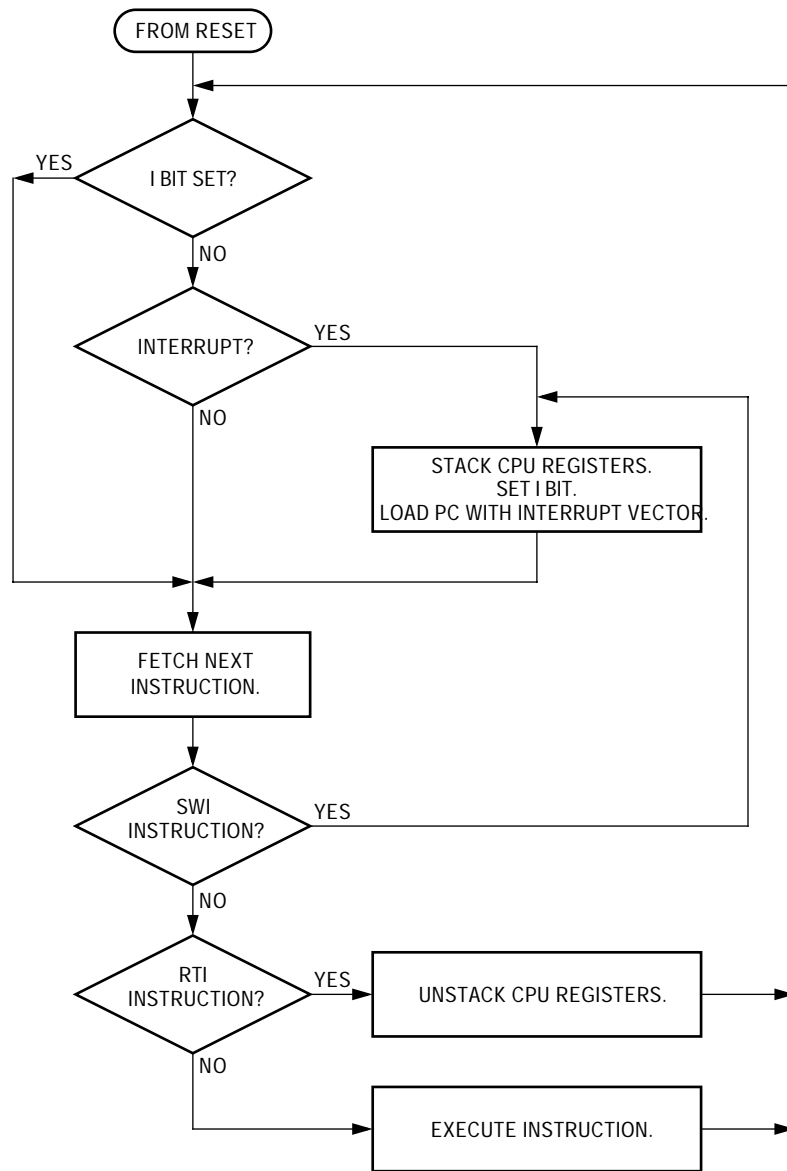 FROM RESET
YES
I BIT SET?
NO
INTERRUPT?
YES
NO
STACK CPU REGISTERS.
SET I BIT.
LOAD PC WITH INTERRUPT VECTOR.
FETCH NEXT
INSTRUCTION.
SWI
INSTRUCTION?
YES
NO
RTI
INSTRUCTION?
YES
UNSTACK CPU REGISTERS.
NO
EXECUTE INSTRUCTION.